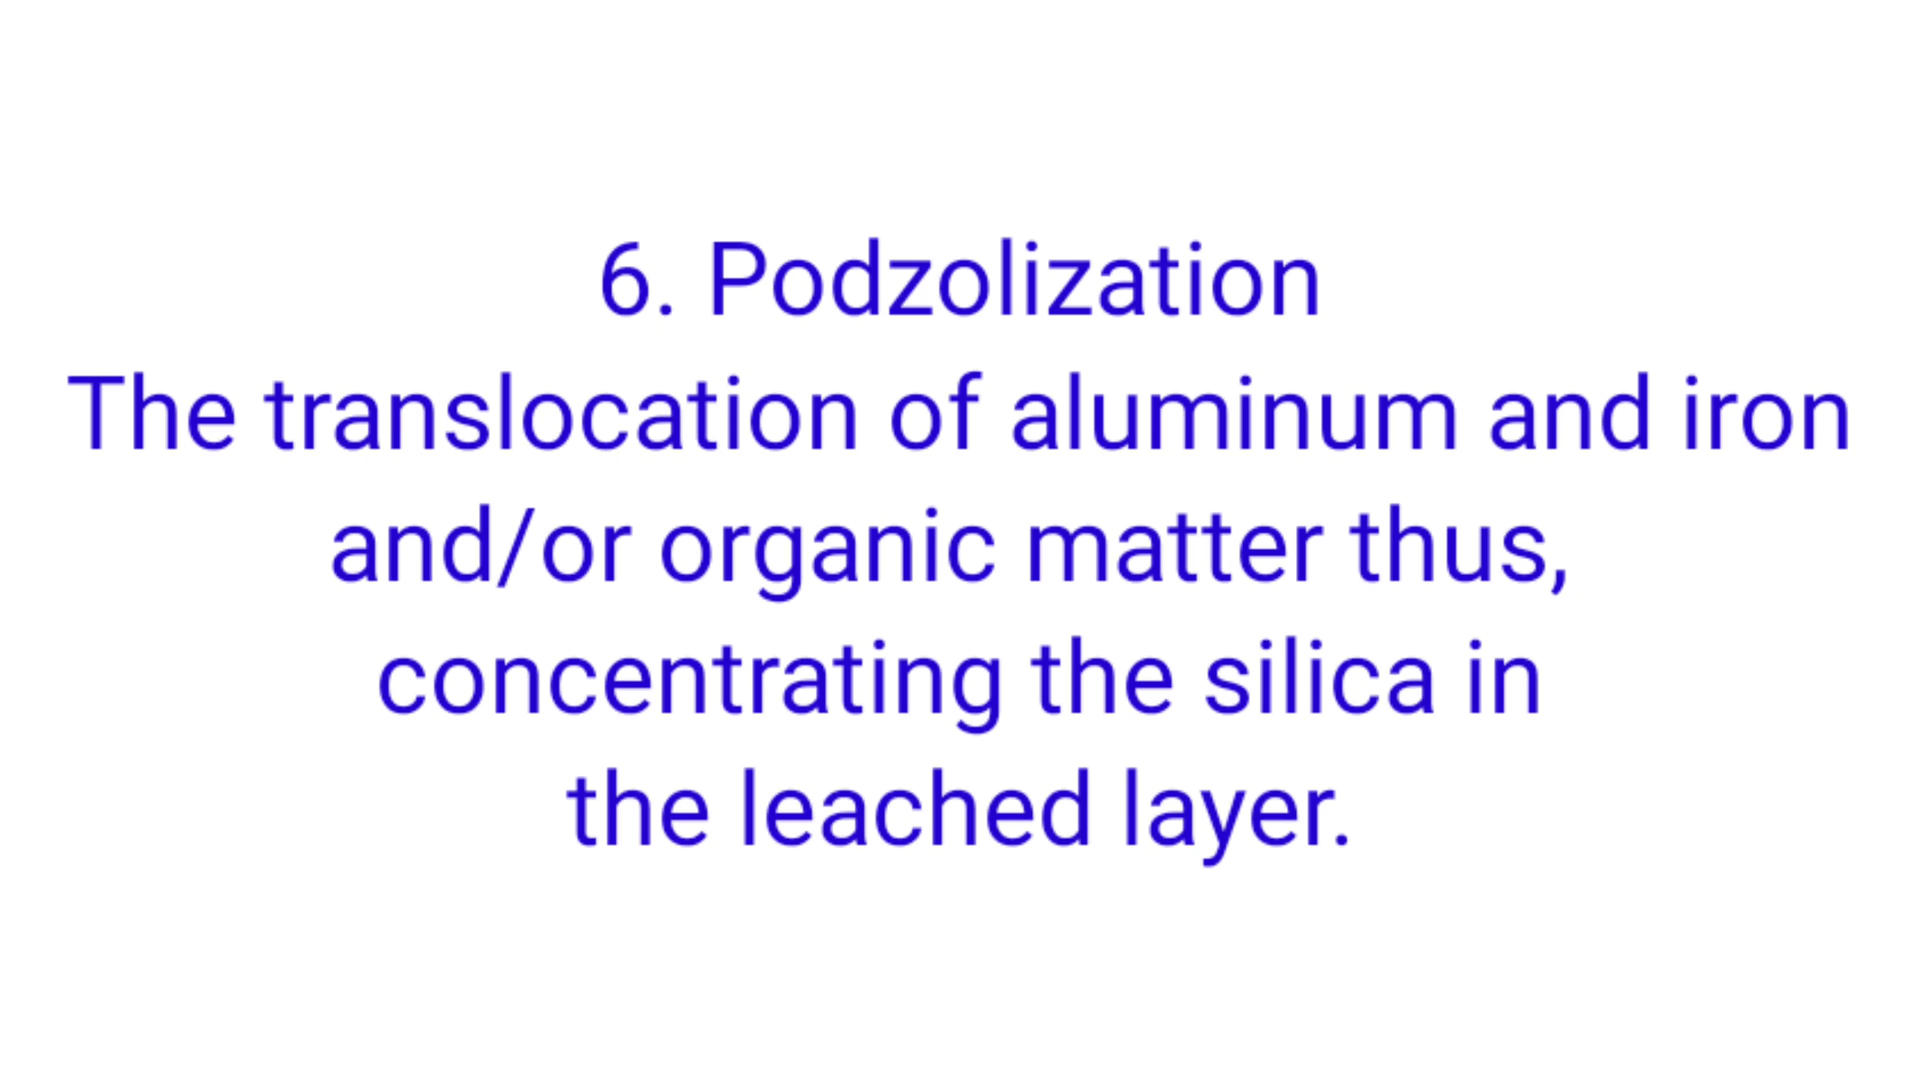 6. Podzolization
The translocation of aluminum and iron
and/or organic matter thus,
concentrating the silica in
the leached layer.